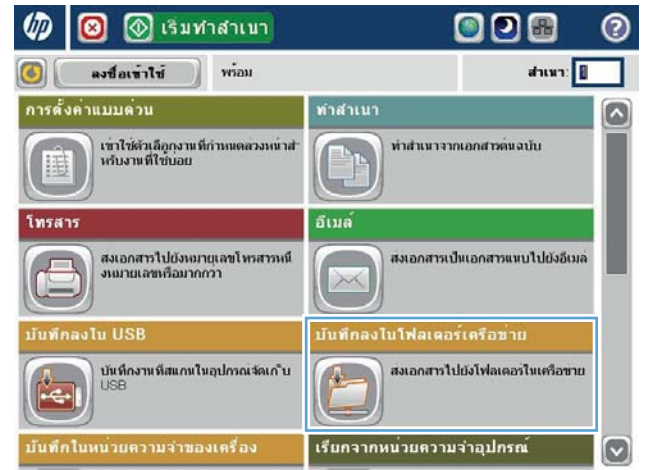 hp เริ่มทำสำเนา ?
ลงชื่อเข้าใช้ พร้อม สำเนา: 1
การตั้งค่าแบบด่วน
เข้าใช้ตัวเลือกงานที่กำหนดล่วงหน้าสำ
หรับงานที่ใช้บ่อย
ทำสำเนา
ทำสำเนาจากเอกสารต้นฉบับ
โทรสาร
ส่งเอกสารไปยังหมายเลขโทรสารหนึ่
งหมายเลขหรือมากกว่า
อีเมล์
ส่งเอกสารเป็นเอกสารแนบไปยังอีเมล
บันทึกลงใน USB
บันทึกงานที่สแกนในอุปกรณ์จัดเก็บ
USB
บันทึกลงในโฟลเดอร์เครือข่าย
ส่งเอกสารไปยังโฟลเดอร์ในเครือข่าย
บันทึกในหน่วยความจำของเครื่อง
เรียกจากหน่วยความจำอุปกรณ์